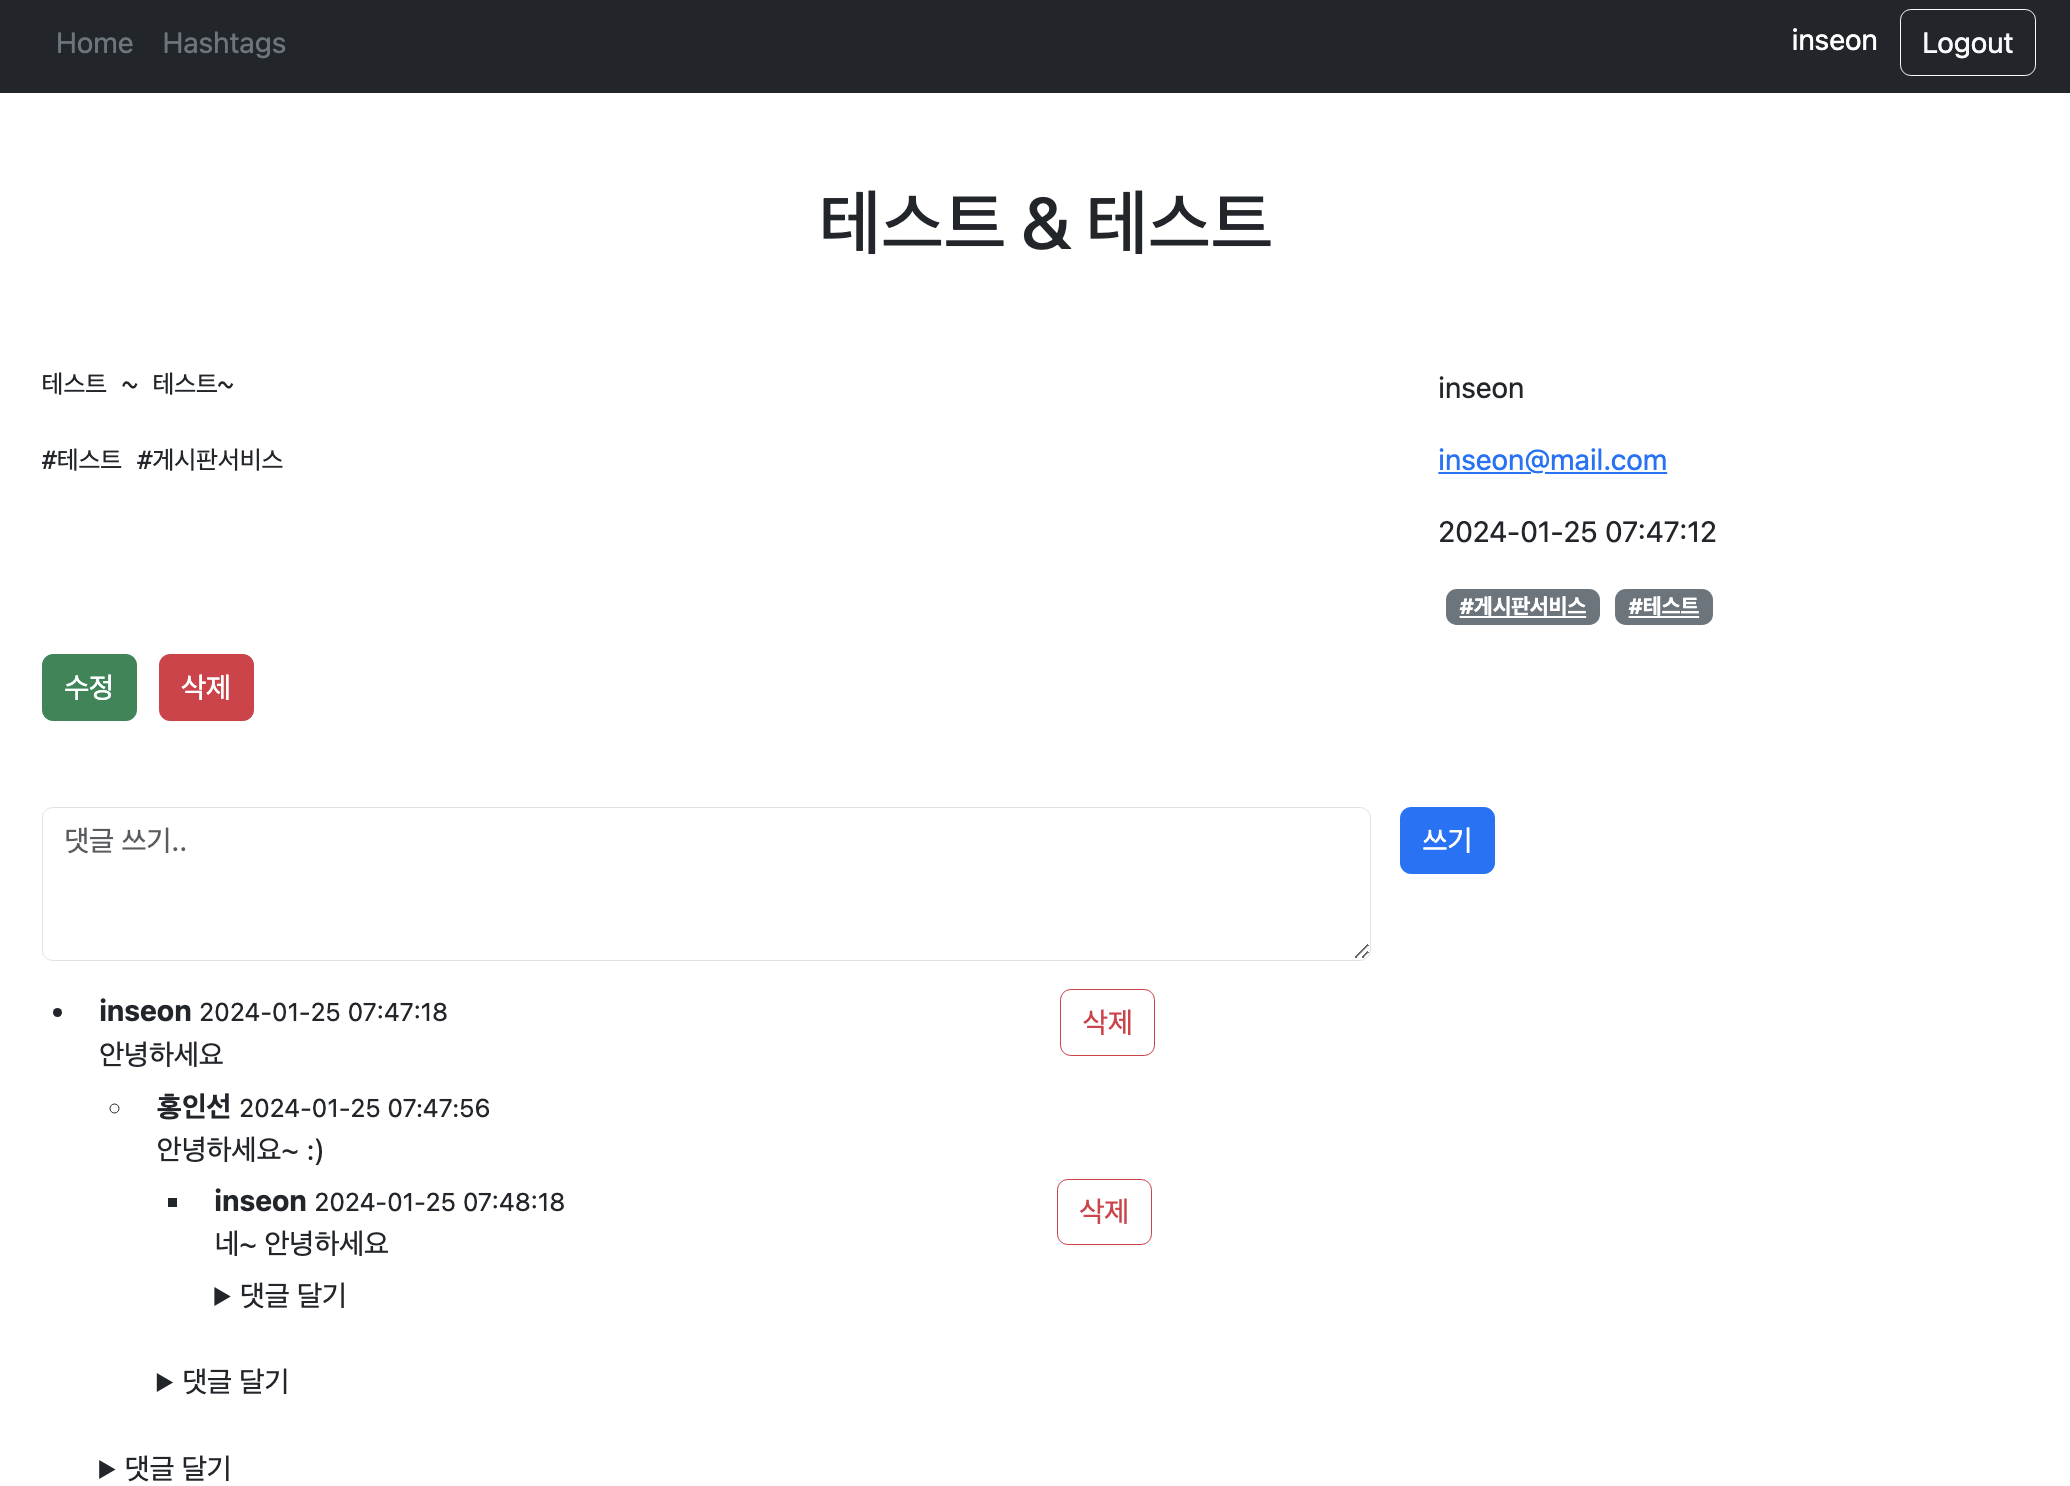 Home Hashtags inseon Logout
테스트 & 테스트
테스트 ~ 테스트~
#테스트 #게시판서비스
inseon
inseon@mail.com
2024-01-25 07:47:12
#게시판서비스 #테스트
수정 삭제
댓글 쓰기..
쓰기
inseon 2024-01-25 07:47:18
안녕하세요
삭제
홍인선 2024-01-25 07:47:56
안녕하세요~ :)
inseon 2024-01-25 07:48:18
네~ 안녕하세요
삭제
댓글 달기
댓글 달기
댓글 달기